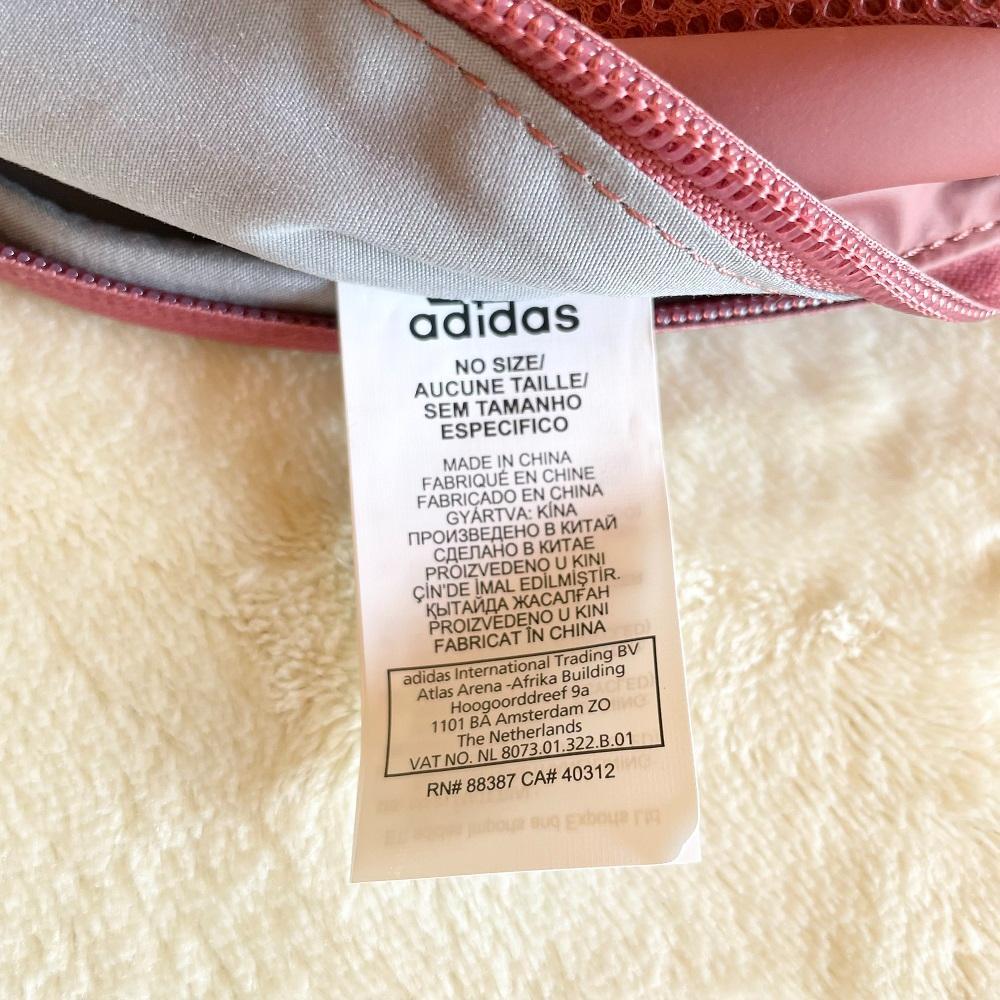 adidas
NO SIZE/
AUCUNE TAILLE/
SEM TAMANHO
ESPECIFICO
MADE IN CHINA
FABRIQUÉ EN CHINE
FABRICADO EN CHINA
GYÁRTVA: KÍNA
ПРОИЗВЕДЕНО В КИТАЙ
СДЕЛАНО В КИТАЕ
PROIZVEDENO U KINI
ÇİN'DE İMAL EDİLMİŞTİR.
ҚЫТАЙДА ЖАСАЛҒАН
PROIZVEDENO U KINI
FABRICAT ÎN CHINA
adidas International Trading BV
Atlas Arena -Afrika Building
Hoogoorddreef 9a
1101 BA Amsterdam ZO
The Netherlands
VAT NO. NL 8073.01.322.B.01
RN# 88387 CA# 40312